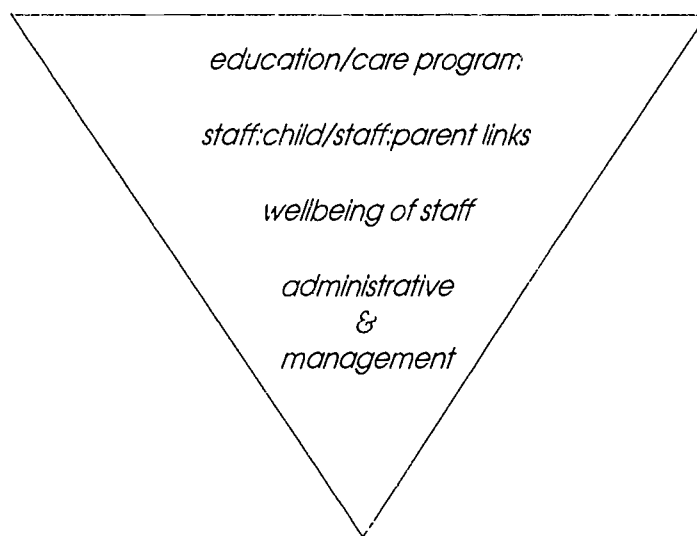 education/care program
staff:child/staff:parent links
wellbeing of staff
administrative
&
management